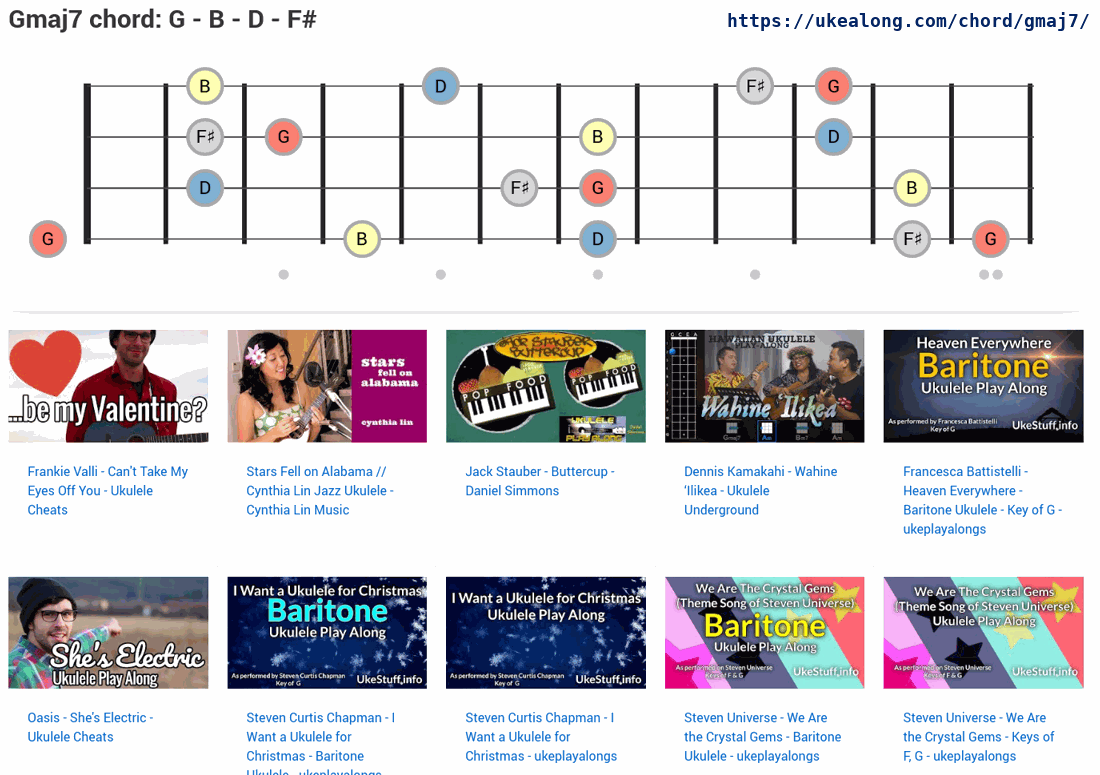 Gmaj7 chord: G - B - D - F#
https://ukealong.com/chord/gmaj7/
B D F♯ G
F♯ G B D
D F♯ G B
G B D F♯ G
...be my Valentine?
stars
fell on
alabama
cynthia lin
JACK STAUBER
BUTTERCUP
POP FOOD
POP FOOD
UKULELE
PLAY ALONG
HAWAIIAN UKULELE
PLAY-ALONG
G C E A
Wahine 'Ilikea
Heaven Everywhere
Baritone
Ukulele Play Along
As performed by Francesca Battistelli
Key of G
UkeStuff.info
Frankie Valli - Can't Take My
Eyes Off You - Ukulele
Cheats
Stars Fell on Alabama //
Cynthia Lin Jazz Ukulele -
Cynthia Lin Music
Jack Stauber - Buttercup -
Daniel Simmons
Dennis Kamakahi - Wahine
‘Ilikea - Ukulele
Underground
Francesca Battistelli -
Heaven Everywhere -
Baritone Ukulele - Key of G -
ukeplayalongs
She's Electric
Ukulele Play Along
I Want a Ukulele for Christmas
Baritone
Ukulele Play Along
As performed by Steven Curtis Chapman
Key of G
UkeStuff.info
I Want a Ukulele for Christmas
Ukulele Play Along
As performed by Steven Curtis Chapman
Key of G
UkeStuff.info
We Are The Crystal Gems
(Theme Song of Steven Universe)
Baritone
Ukulele Play Along
As performed on Steven Universe
Keys of F & G
UkeStuff.info
We Are The Crystal Gems
(Theme Song of Steven Universe)
Ukulele Play Along
As performed on Steven Universe
Keys of F & G
UkeStuff.info
Oasis - She's Electric -
Ukulele Cheats
Steven Curtis Chapman - I
Want a Ukulele for
Christmas - Baritone
Ukulele - ukeplayalongs
Steven Curtis Chapman - I
Want a Ukulele for
Christmas - ukeplayalongs
Steven Universe - We Are
the Crystal Gems - Baritone
Ukulele - ukeplayalongs
Steven Universe - We Are
the Crystal Gems - Keys of
F, G - ukeplayalongs